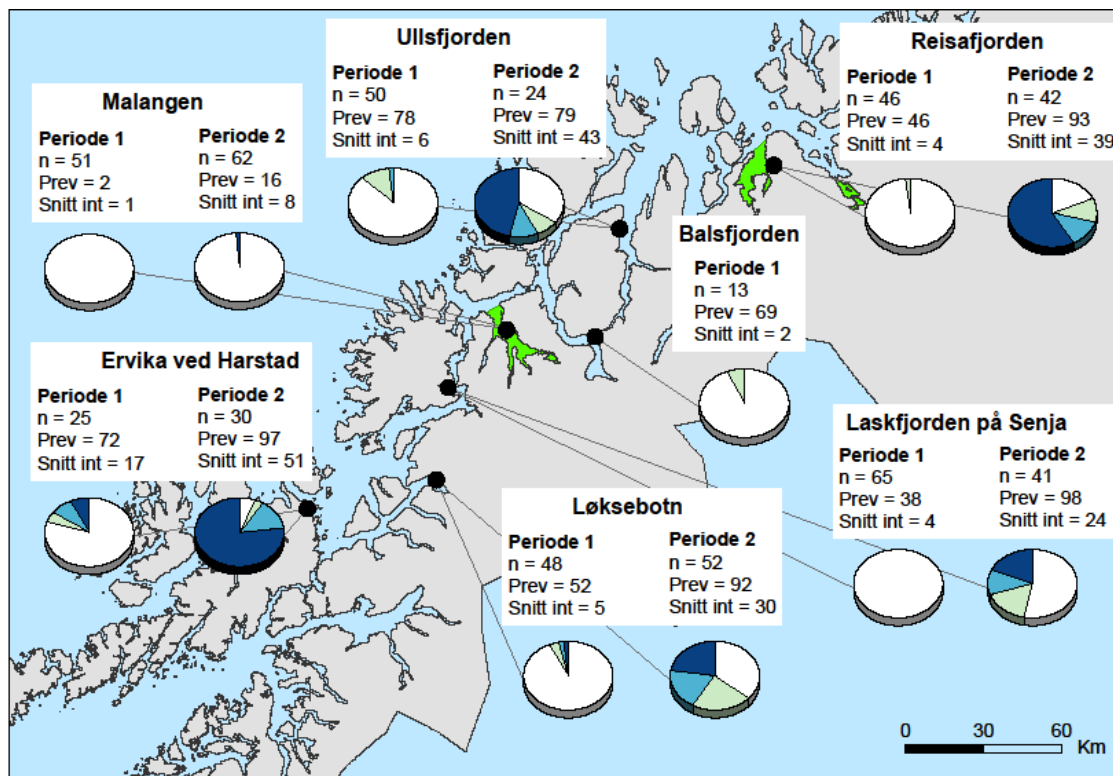 Ullsfjorden
Periode 1 Periode 2
n = 50 n = 24
Prev = 78 Prev = 79
Snitt int = 6 Snitt int = 43
Reisafjorden
Periode 1 Periode 2
n = 46 n = 42
Prev = 46 Prev = 93
Snitt int = 4 Snitt int = 39
Malangen
Periode 1 Periode 2
n = 51 n = 62
Prev = 2 Prev = 16
Snitt int = 1 Snitt int = 8
Balsfjorden
Periode 1
n = 13
Prev = 69
Snitt int = 2
Ervika ved Harstad
Periode 1 Periode 2
n = 25 n = 30
Prev = 72 Prev = 97
Snitt int = 17 Snitt int = 51
Laskfjorden på Senja
Periode 1 Periode 2
n = 65 n = 41
Prev = 38 Prev = 98
Snitt int = 4 Snitt int = 24
Løksebotn
Periode 1 Periode 2
n = 48 n = 52
Prev = 52 Prev = 92
Snitt int = 5 Snitt int = 30
0 30 60
Km